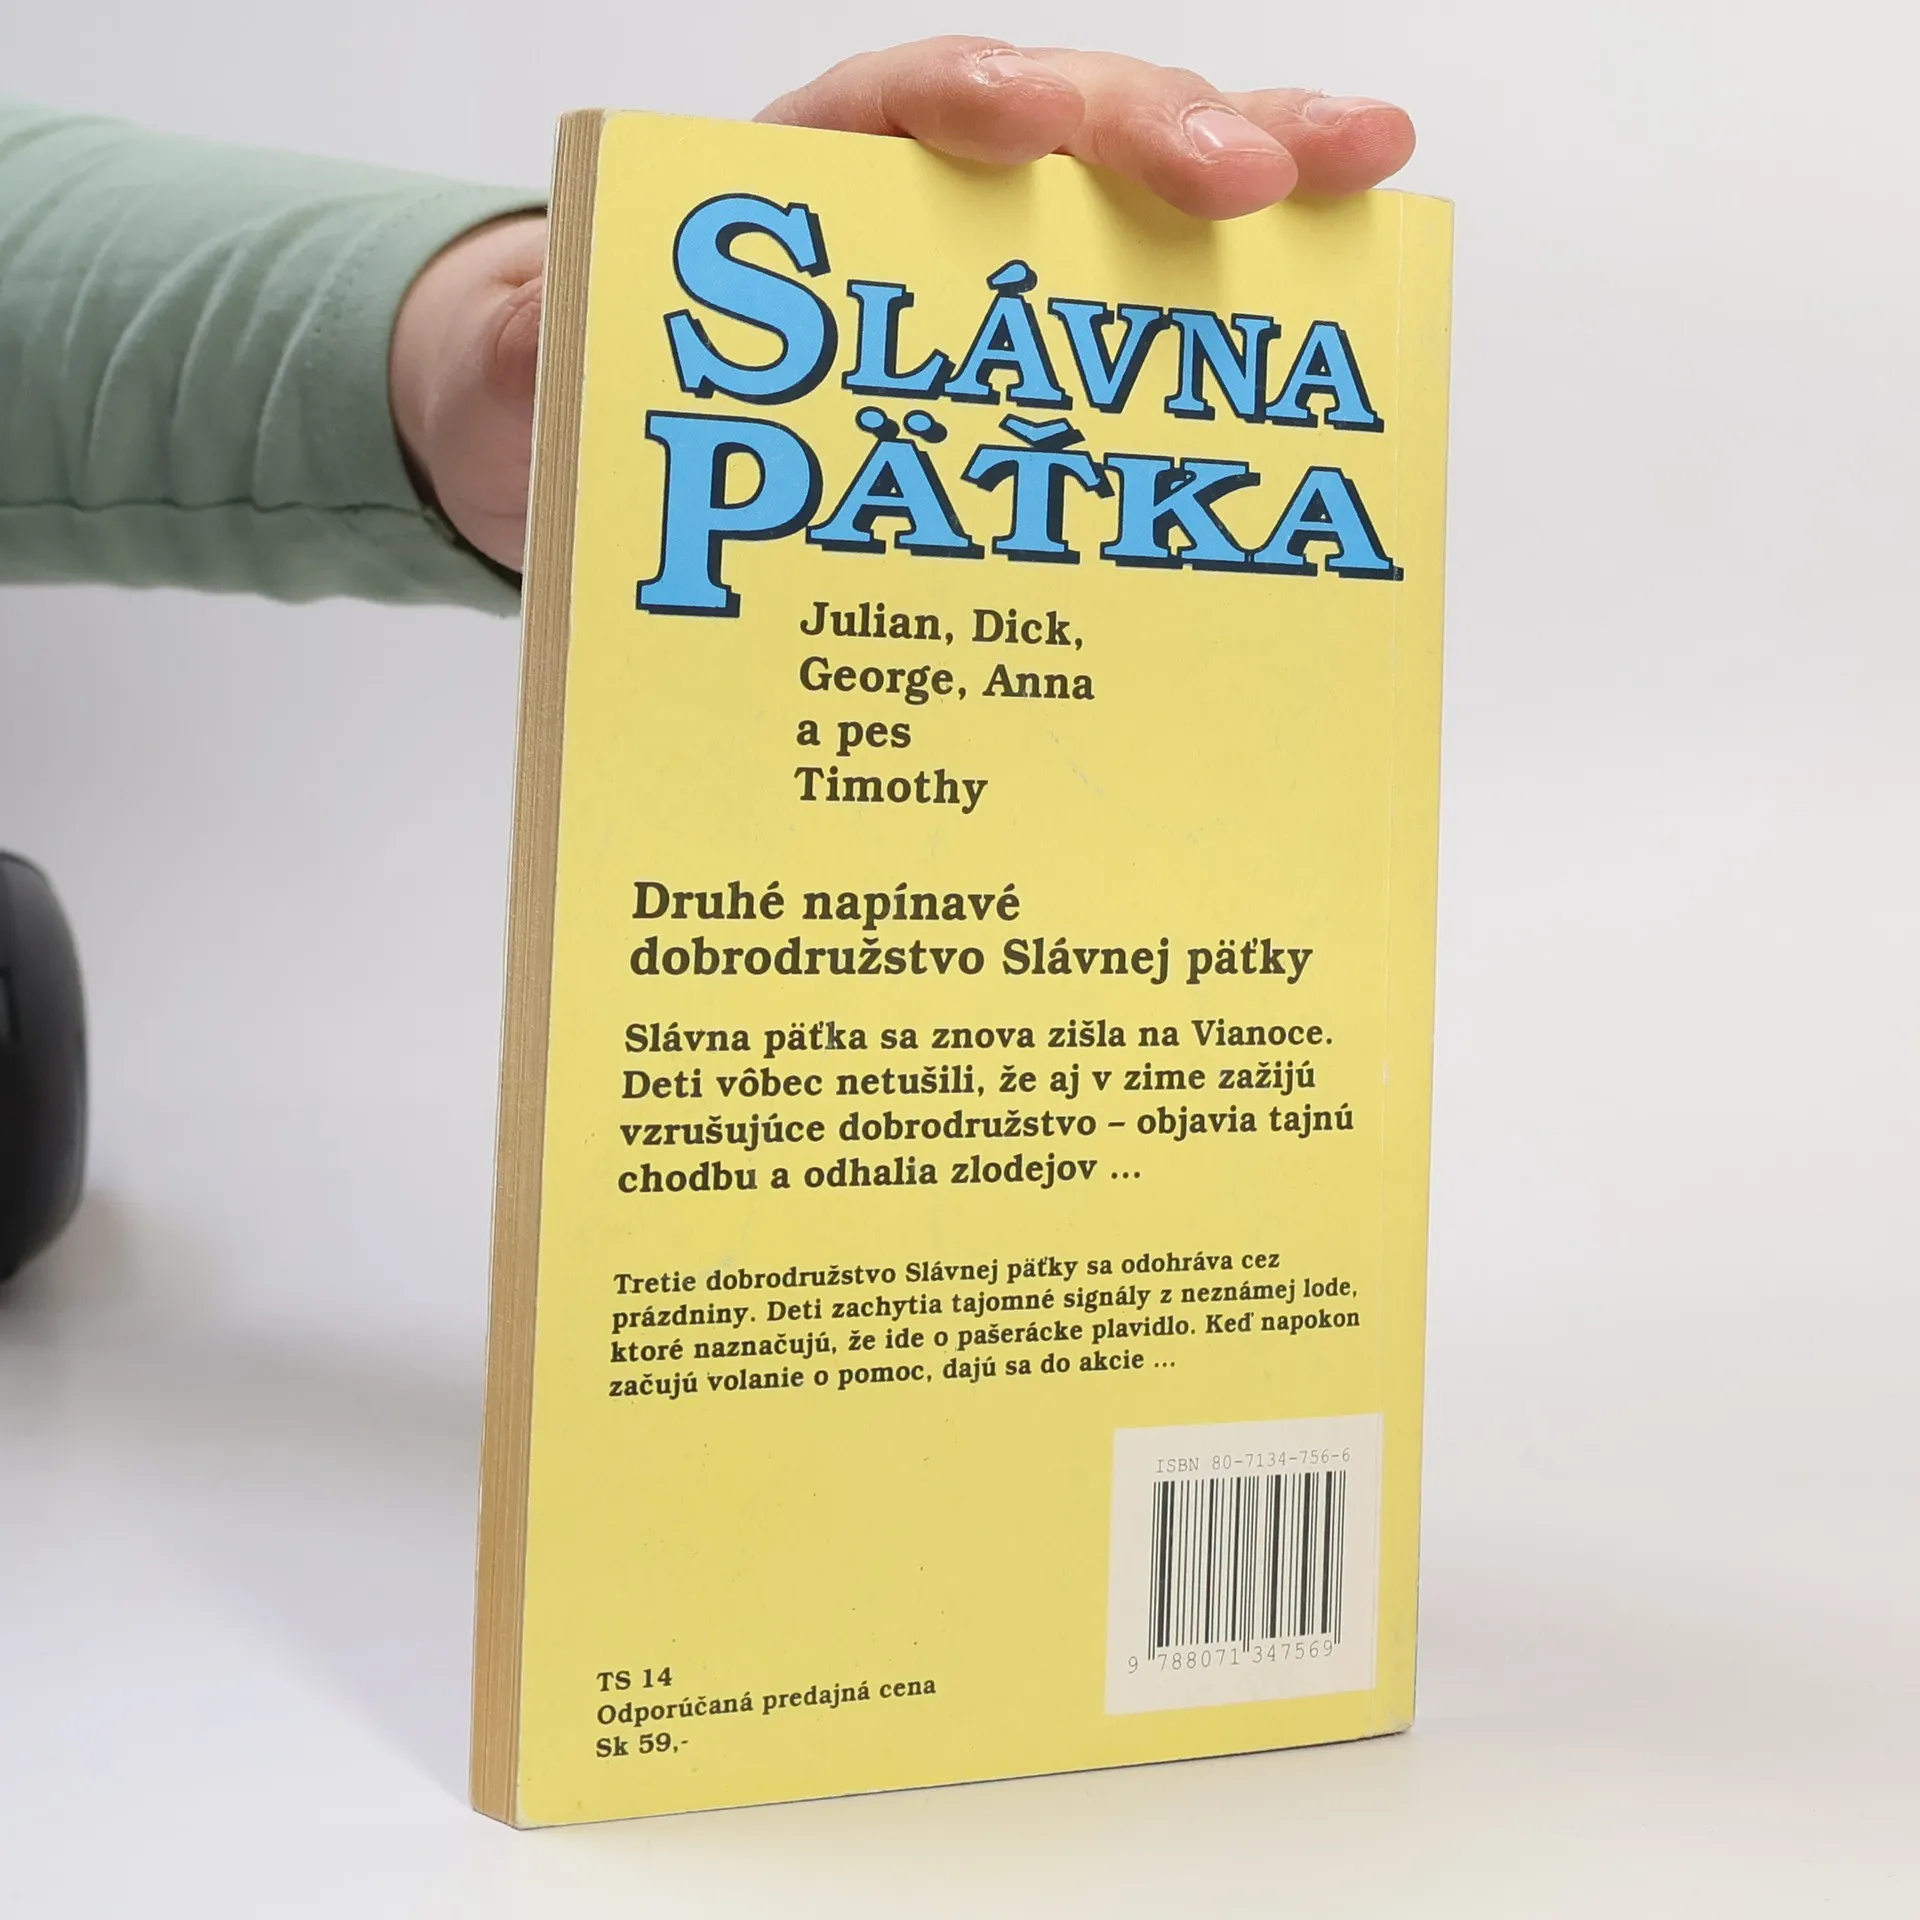 SLÁVNA
PÄŤKA
Julian, Dick,
George, Anna
a pes
Timothy
Druhé napínavé
dobrodružstvo Slávnej päťky
Slávna päťka sa znova zišla na Vianoce.
Deti vôbec netušili, že aj v zime zažijú
vzrušujúce dobrodružstvo – objavia tajnú
chodbu a odhalia zlodejov ...
Tretie dobrodružstvo Slávnej päťky sa odohráva cez
prázdniny. Deti zachytia tajomné signály z neznámej lode,
ktoré naznačujú, že ide o pašerácke plavidlo. Keď napokon
začujú volanie o pomoc, dajú sa do akcie ...
ISBN 80-7134-756-6
9 788071 347569
TS 14
Odporúčaná predajná cena
Sk 59,-